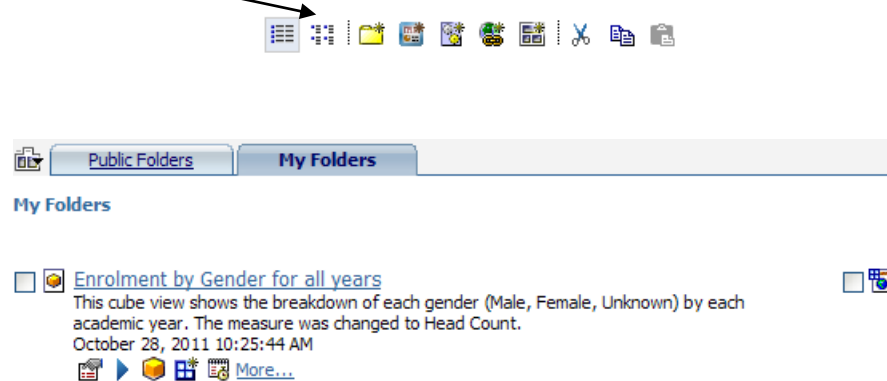 Public Folders
My Folders
My Folders
Enrolment by Gender for all years
This cube view shows the breakdown of each gender (Male, Female, Unknown) by each
academic year. The measure was changed to Head Count.
October 28, 2011 10:25:44 AM
More...